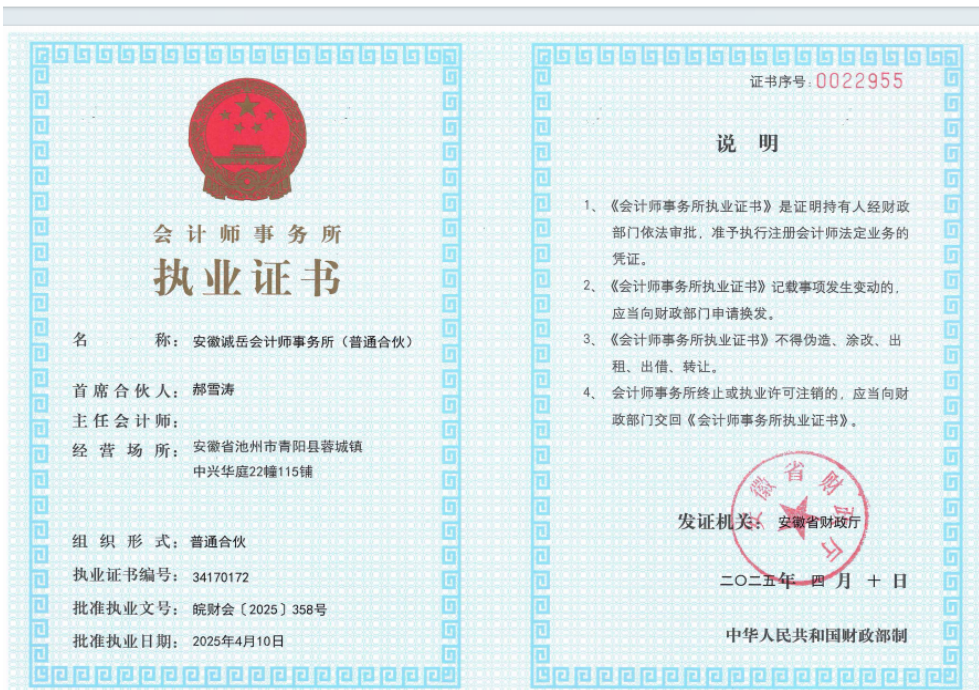 会计师事务所
执业证书
名 称：安徽诚岳会计师事务所（普通合伙）
首席合伙人：郝雪涛
主任会计师：
经营场所：安徽省池州市青阳县蓉城镇
中兴华庭22幢115铺
组织形式：普通合伙
执业证书编号：34170172
批准执业文号：皖财会〔2025〕358号
批准执业日期：2025年4月10日
证书序号：0022955
说 明
1、《会计师事务所执业证书》是证明持有人经财政
部门依法审批，准予执行注册会计师法定业务的
凭证。
2、《会计师事务所执业证书》记载事项发生变动的，
应当向财政部门申请换发。
3、《会计师事务所执业证书》不得伪造、涂改、出
租、出借、转让。
4、会计师事务所终止或执业许可注销的，应当向财
政部门交回《会计师事务所执业证书》。
安徽省财政厅
发证机关：安徽省财政厅
二〇二五年 四 月 十 日
中华人民共和国财政部制